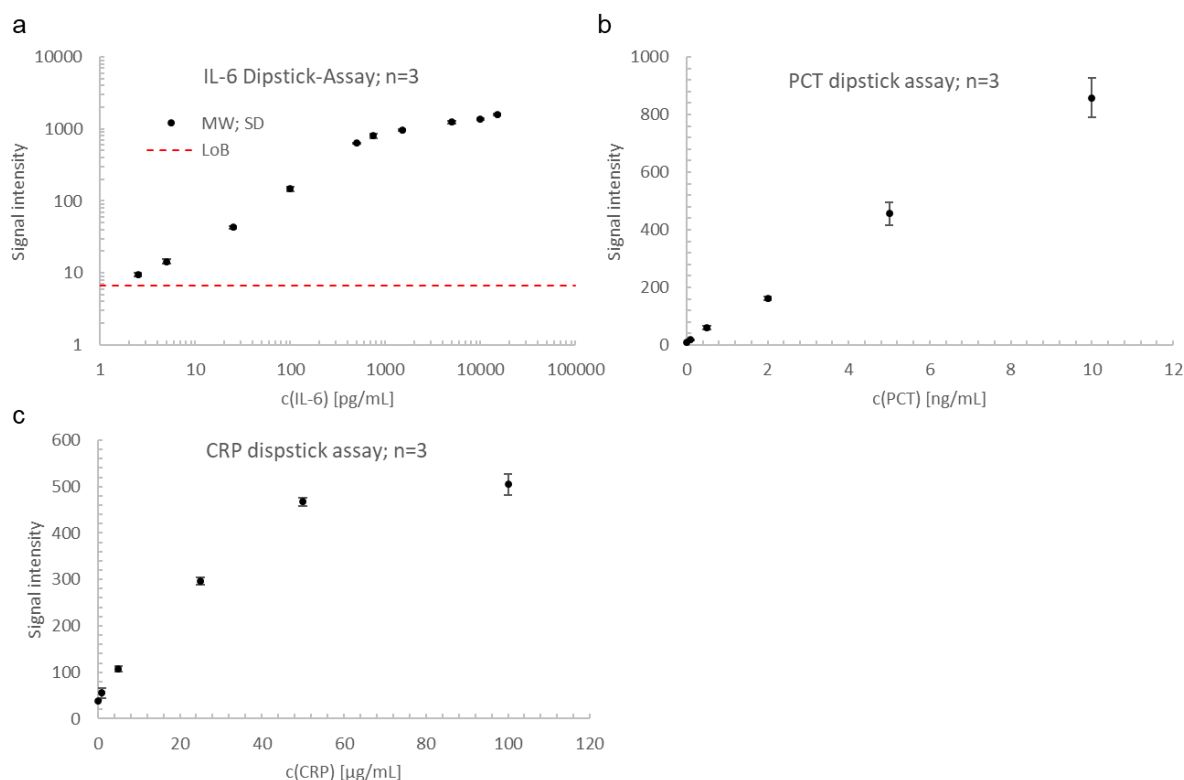 a
IL-6 Dipstick-Assay; n=3
MW; SD
LoB
Signal intensity
10000
1000
100
10
1
1 10 100 1000 10000 100000
c(IL-6) [pg/mL]
b
PCT dipstick assay; n=3
Signal intensity
1000
800
600
400
200
0
0 2 4 6 8 10 12
c(PCT) [ng/mL]
c
CRP dispstick assay; n=3
Signal intensity
600
500
400
300
200
100
0
0 20 40 60 80 100 120
c(CRP) [µg/mL]